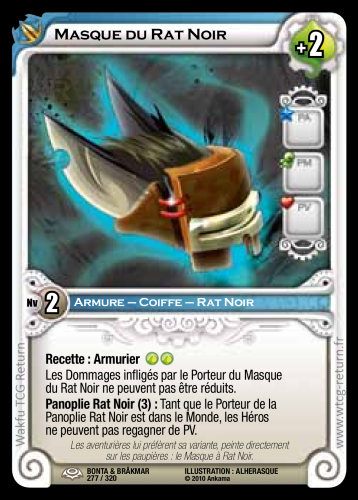 Masque du Rat Noir
+2
PA
PM
PV
Nv 2 Armure – Coiffe – Rat Noir
Recette : Armurier
Les Dommages infligés par le Porteur du Masque
du Rat Noir ne peuvent pas être réduits.
Panoplie Rat Noir (3) : Tant que le Porteur de la
Panoplie Rat Noir est dans le Monde, les Héros
ne peuvent pas regagner de PV.
Les aventurières lui préfèrent sa variante, peinte directement
sur les paupières : le Masque à Rat Noir.
Wakfu TCG Return
www.wtcg-return.fr
BONTA & BRÂKMAR ILLUSTRATION : ALHERASQUE
277 / 320 © 2010 Ankama